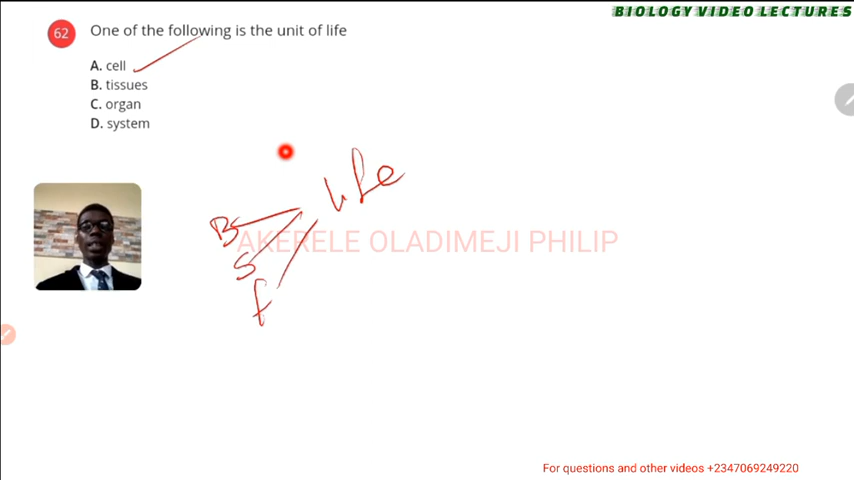 BIOLOGY VIDEO LECTURES
62 One of the following is the unit of life
A. cell
B. tissues
C. organ
D. system
life
B
S
f
AKERELE OLADIMEJI PHILIP
For questions and other videos +2347069249220